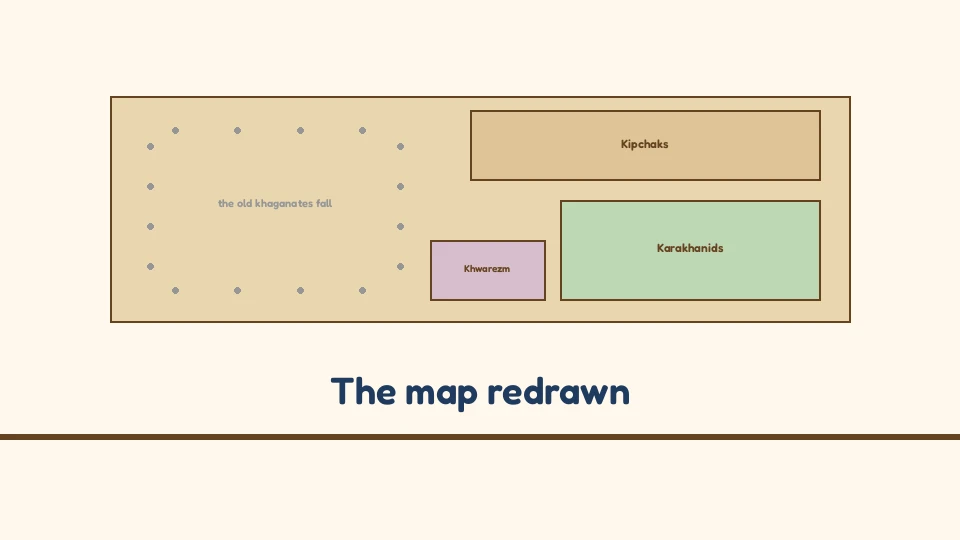 Kipchaks
the old khaganates fall
Karakhanids
Khwarezm
The map redrawn